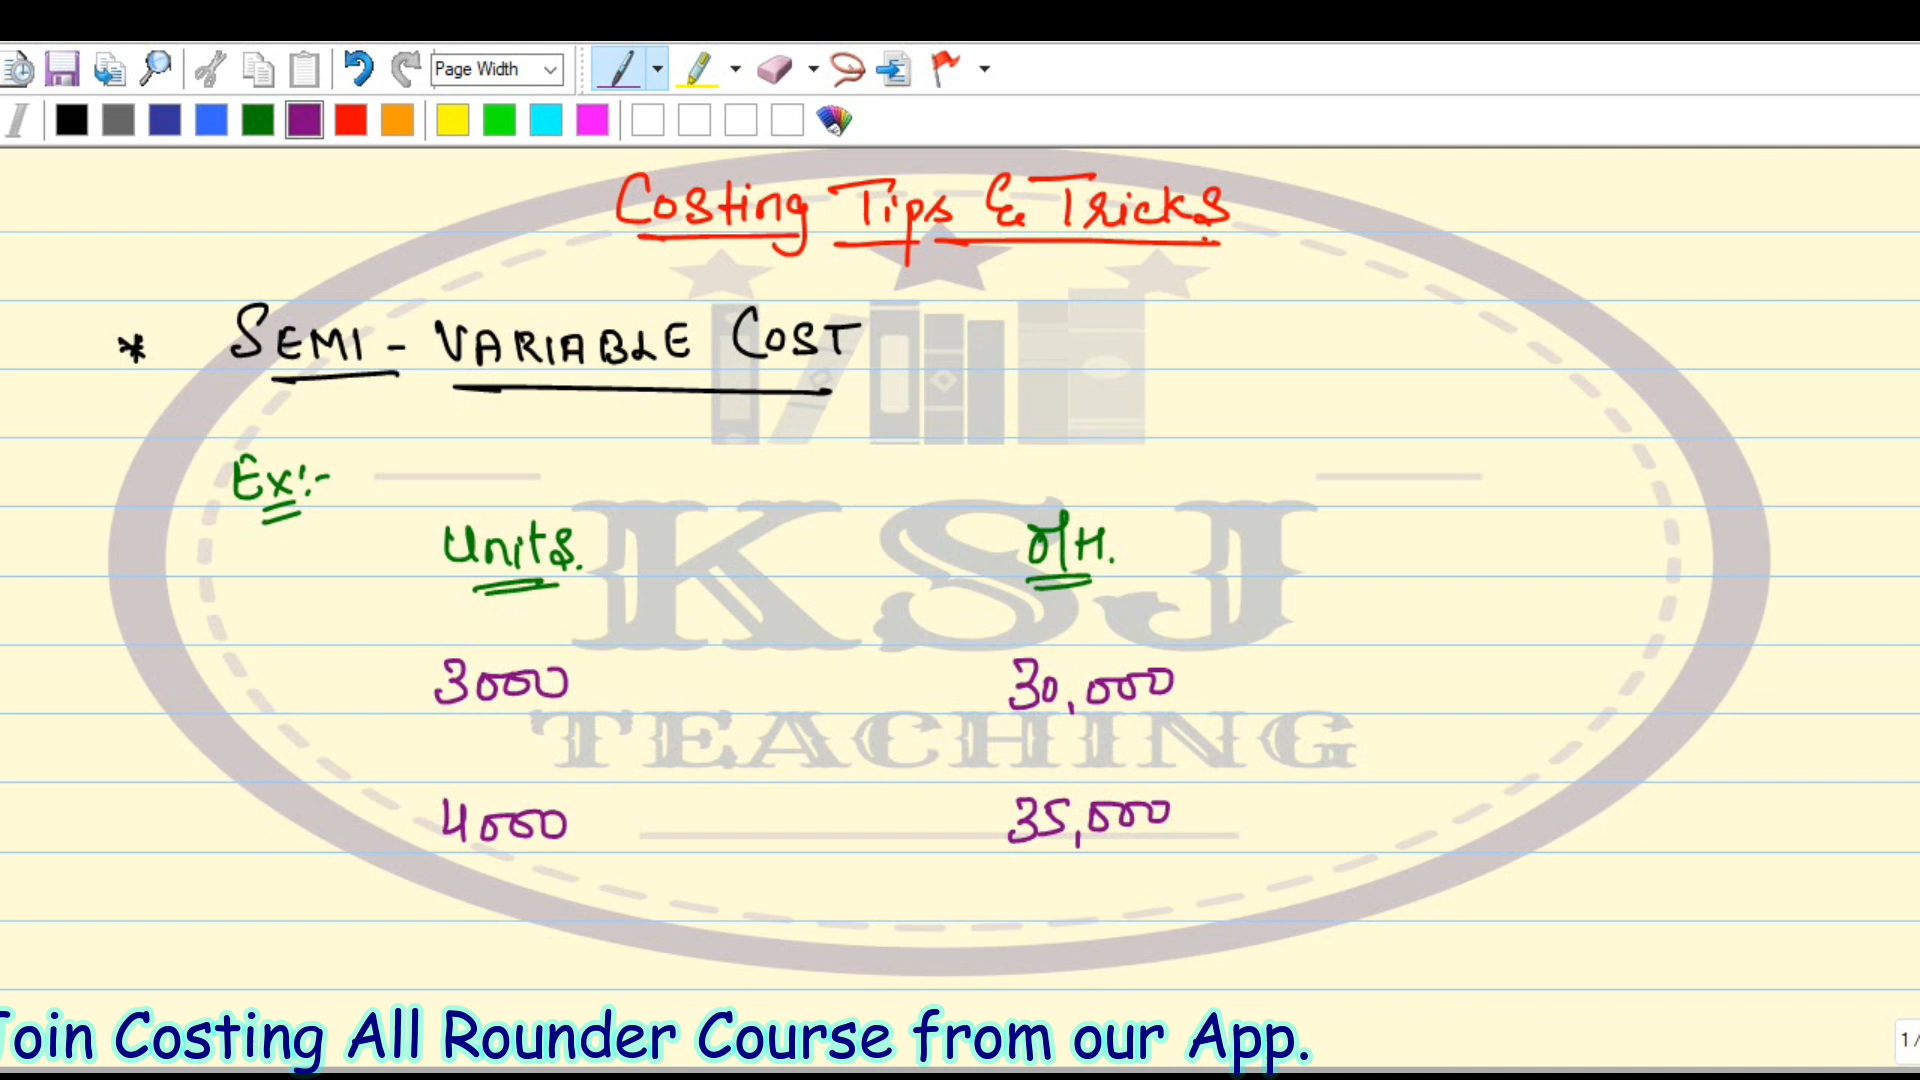 Page Width
Costing Tips & Tricks
* SEMI - VARIABLE COST
Ex:-
Units. O/H.
KSJ
3000 30,000
TEACHING
4000 35,000
Join Costing All Rounder Course from our App.
1/